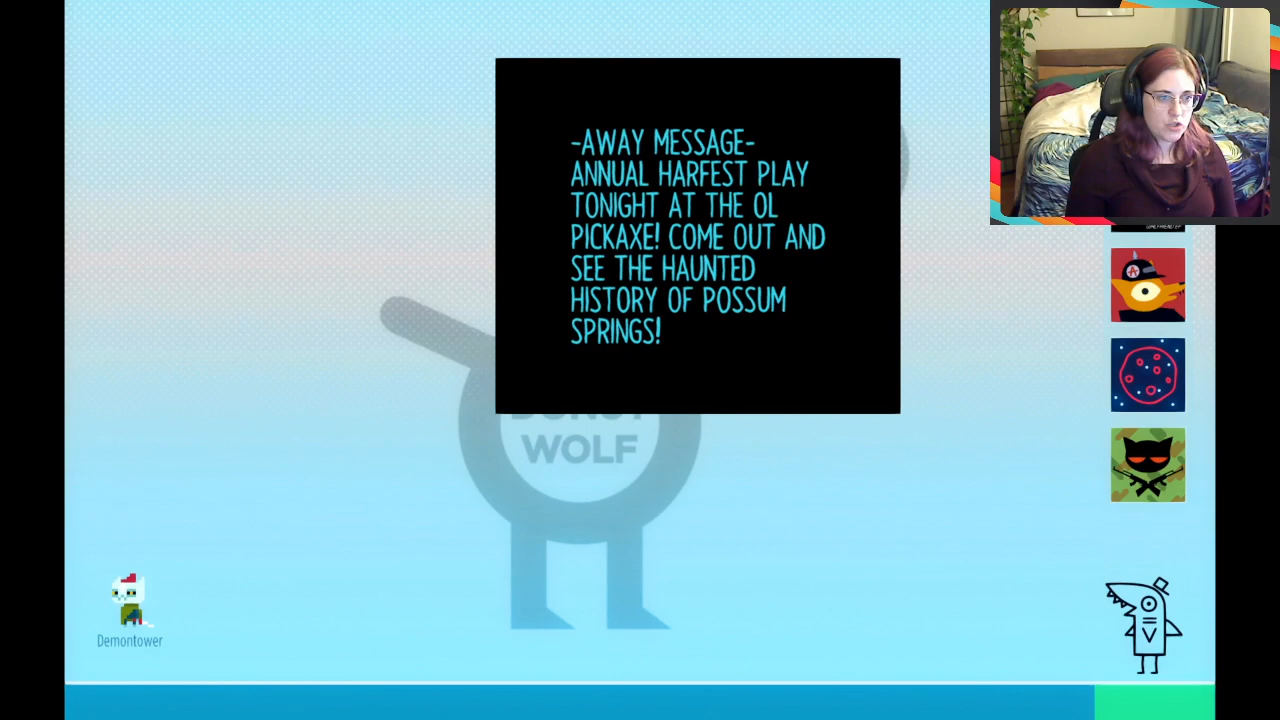 -AWAY MESSAGE-
ANNUAL HARFEST PLAY
TONIGHT AT THE OL
PICKAXE! COME OUT AND
SEE THE HAUNTED
HISTORY OF POSSUM
SPRINGS!
WOLF
A
Demontower